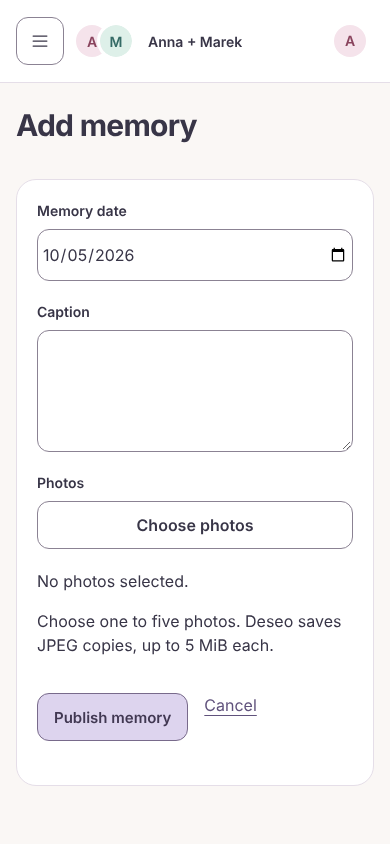 A M Anna + Marek A
Add memory
Memory date
10/05/2026
Caption
Photos
Choose photos
No photos selected.
Choose one to five photos. Deseo saves
JPEG copies, up to 5 MiB each.
Publish memory Cancel